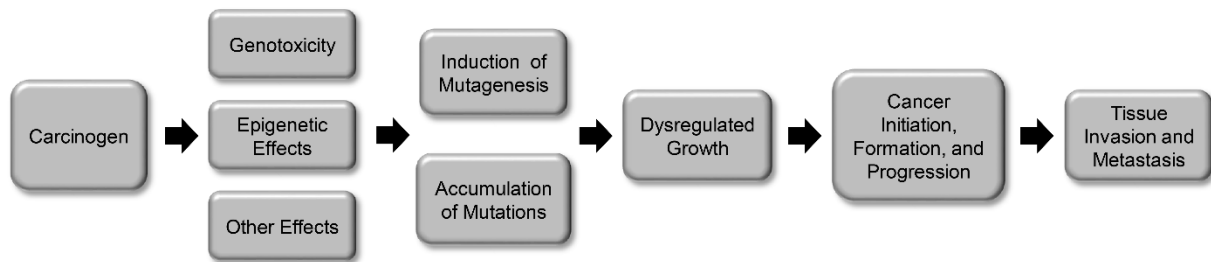 Carcinogen
Genotoxicity
Epigenetic
Effects
Other Effects
Induction of
Mutagenesis
Accumulation
of Mutations
Dysregulated
Growth
Cancer
Initiation,
Formation, and
Progression
Tissue
Invasion and
Metastasis